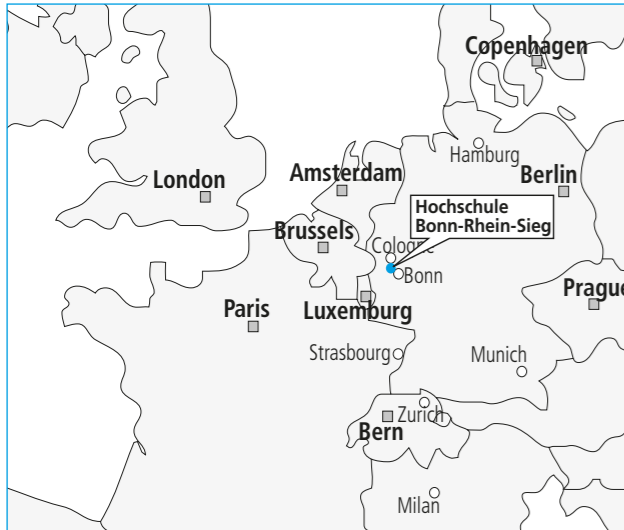 Copenhagen
Hamburg
London
Amsterdam
Berlin
Hochschule
Bonn-Rhein-Sieg
Brussels
Cologne
Bonn
Paris
Luxemburg
Prague
Strasbourg
Munich
Zurich
Bern
Milan